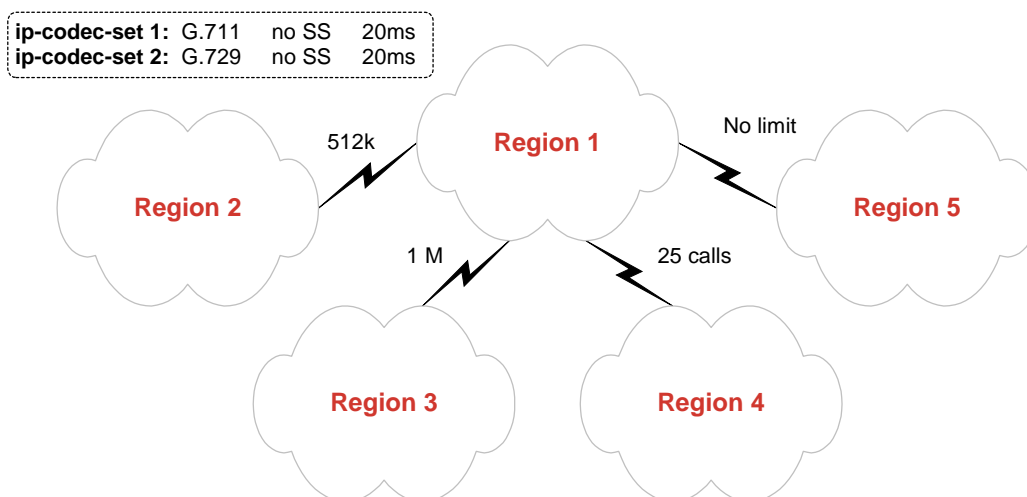 ip-codec-set 1: G.711 no SS 20ms
ip-codec-set 2: G.729 no SS 20ms
512k
Region 1
No limit
Region 2
Region 5
1 M
25 calls
Region 3
Region 4